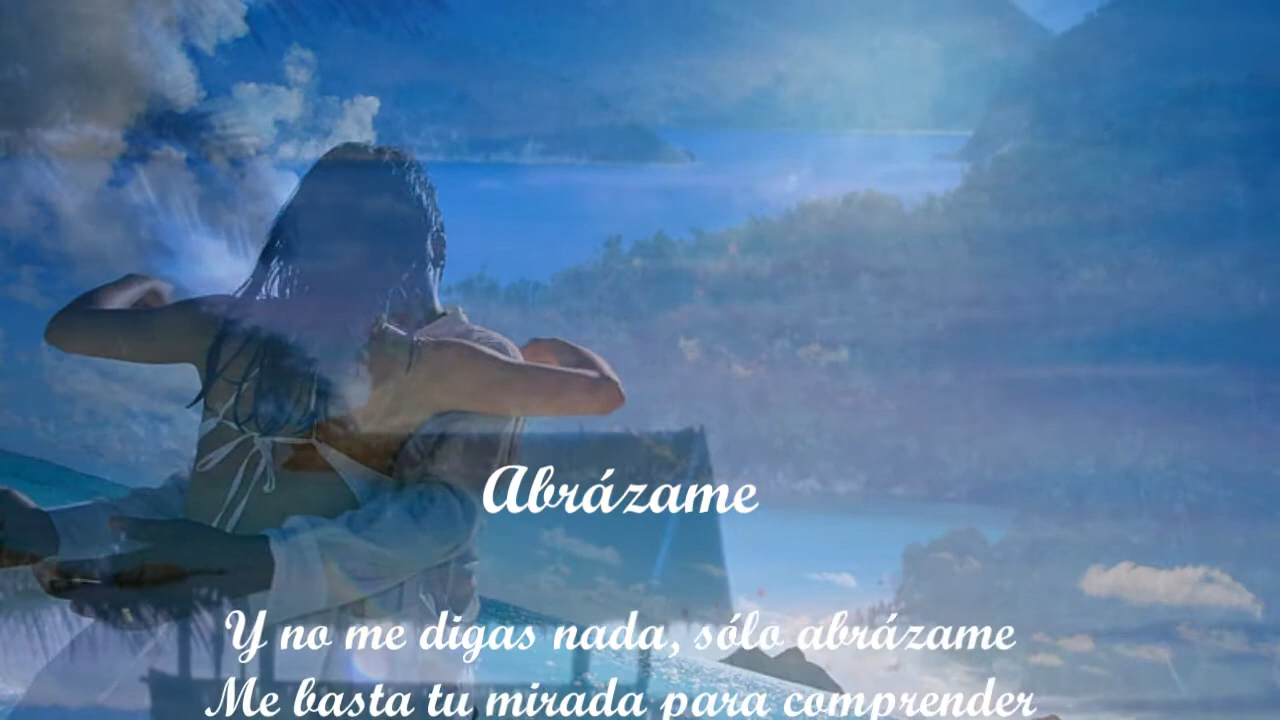 Abrázame
Y no me digas nada, sólo abrázame
Me basta tu mirada para comprender